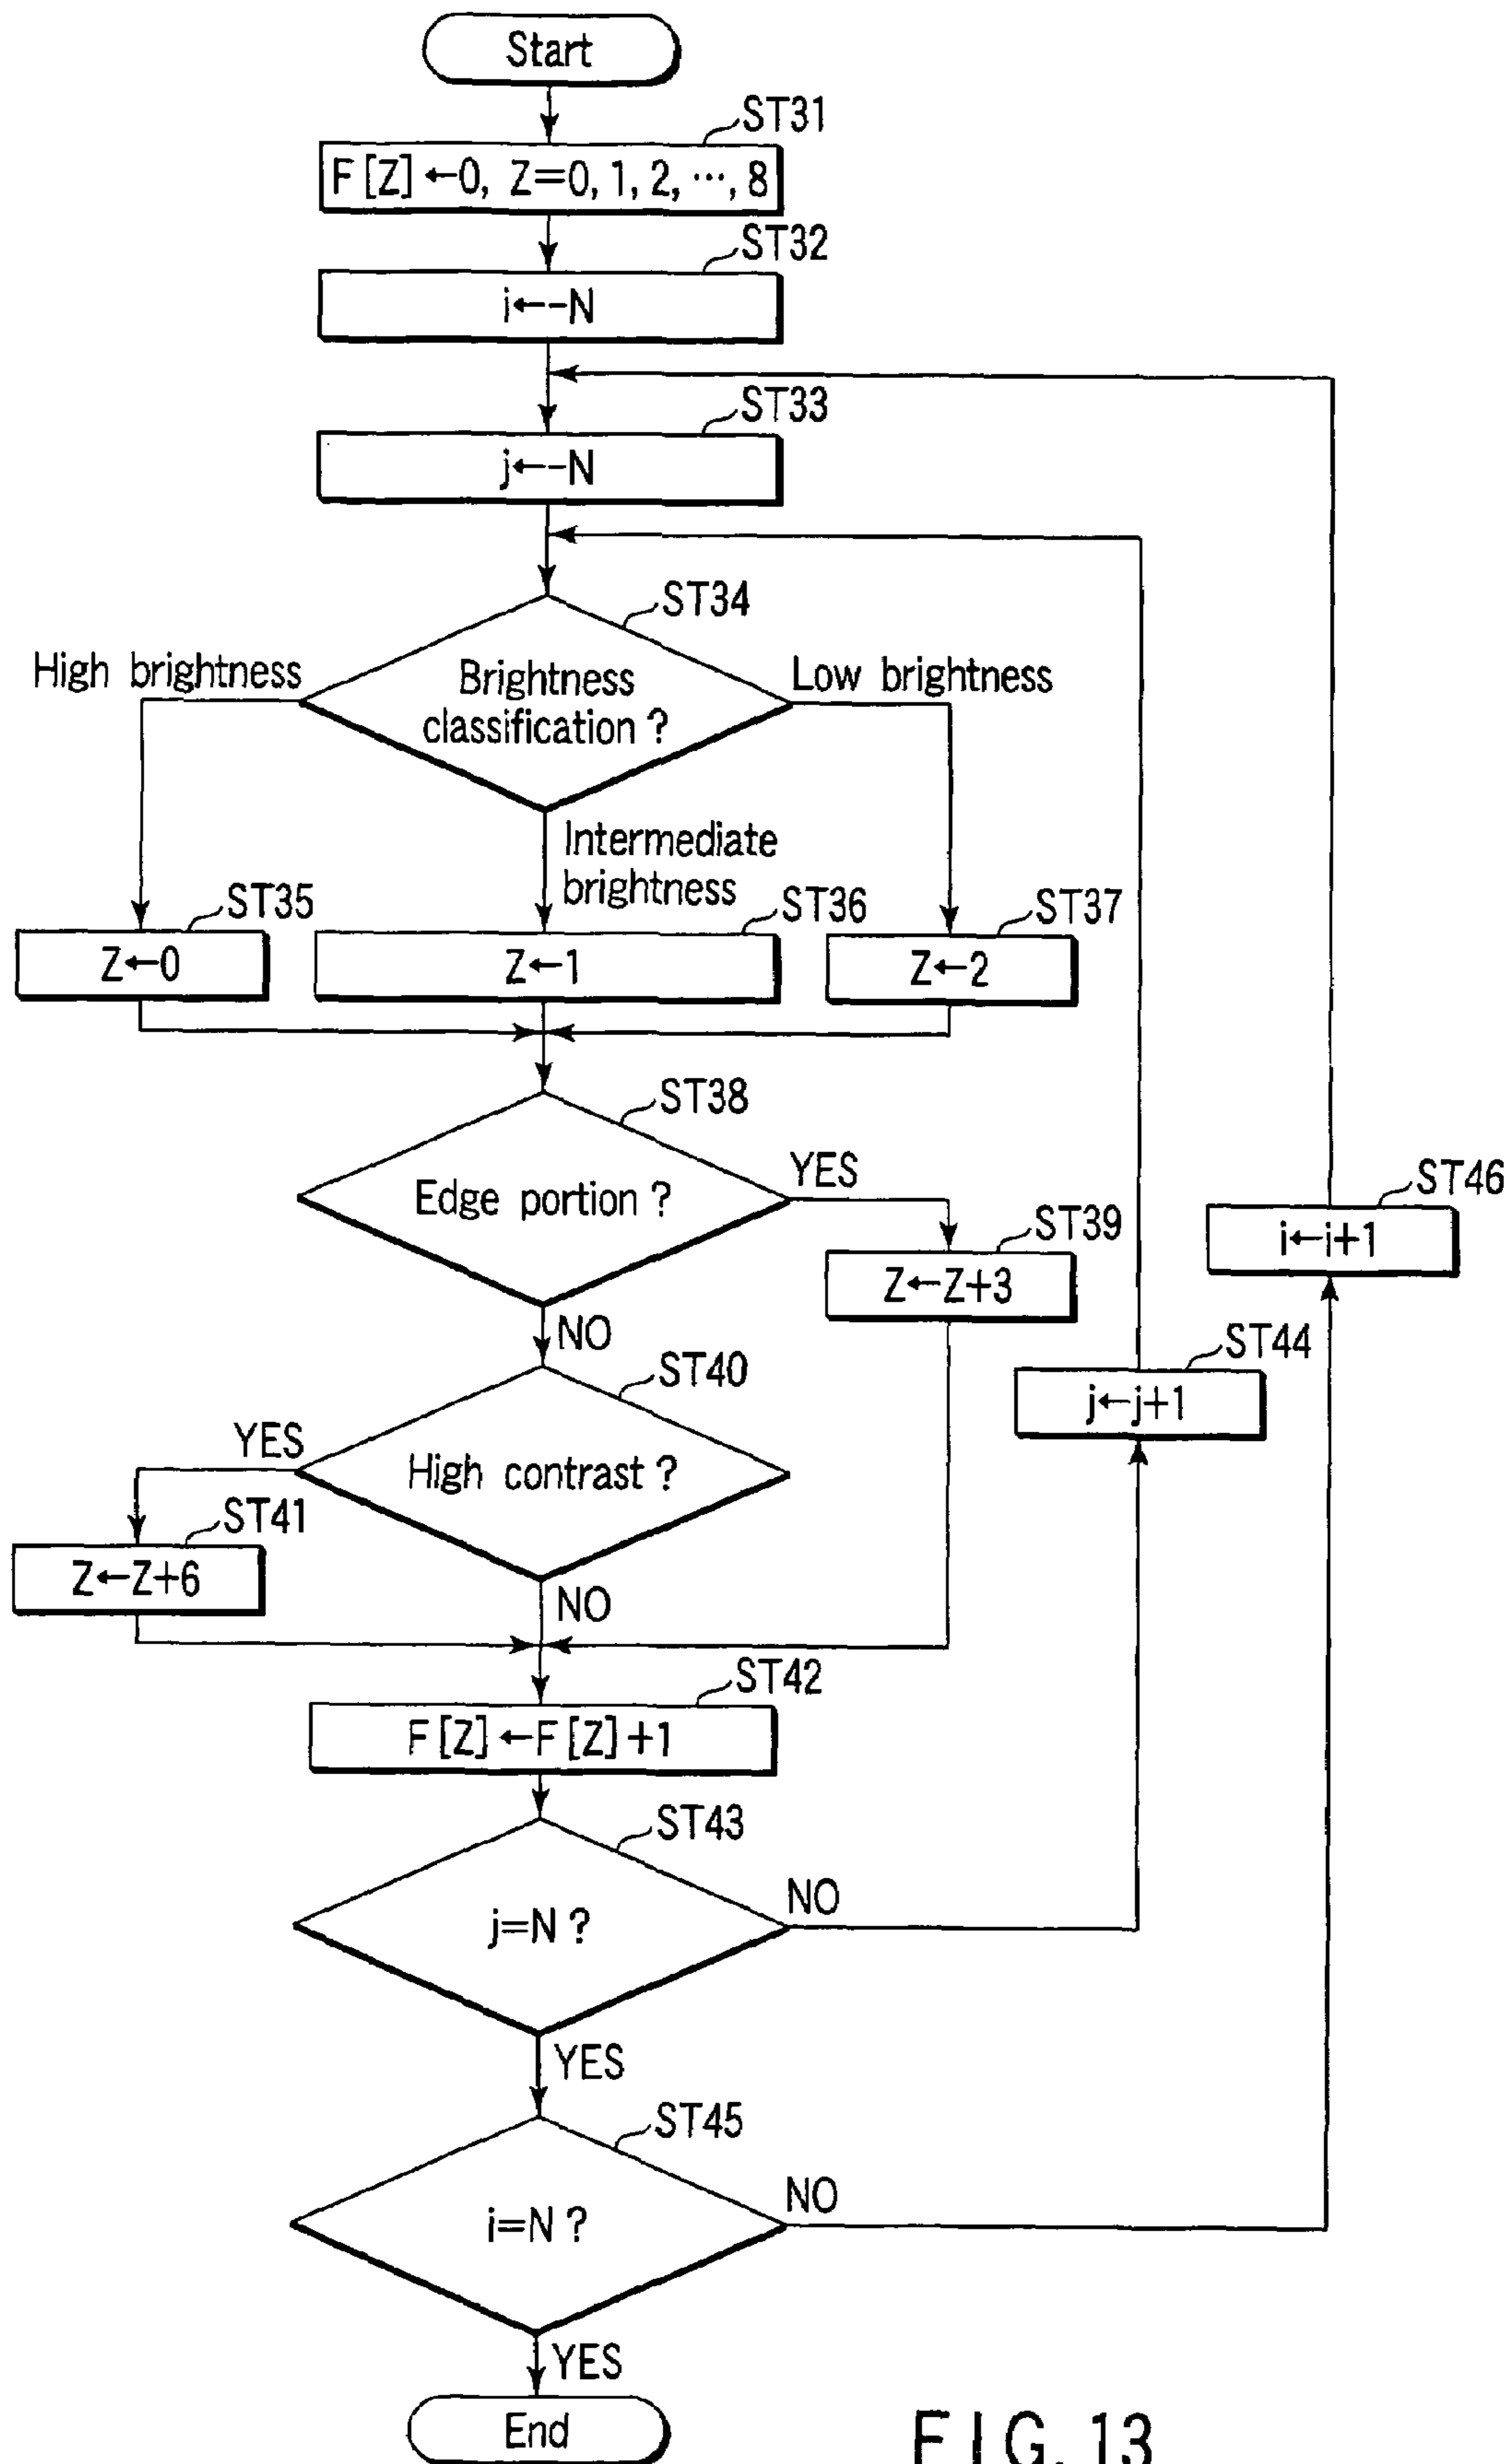 Start
ST31
F[Z]←0, Z=0, 1, 2, ⋯, 8
ST32
i←-N
ST33
j←-N
ST34
High brightness
Brightness
classification ?
Low brightness
Intermediate
brightness
ST35
Z←0
ST36
Z←1
ST37
Z←2
ST38
Edge portion ?
YES
ST39
Z←Z+3
ST46
i←i+1
NO
ST40
ST44
j←j+1
YES
High contrast ?
ST41
Z←Z+6
NO
ST42
F[Z]←F[Z]+1
ST43
j=N ?
NO
YES
ST45
i=N ?
NO
YES
End
FIG. 13